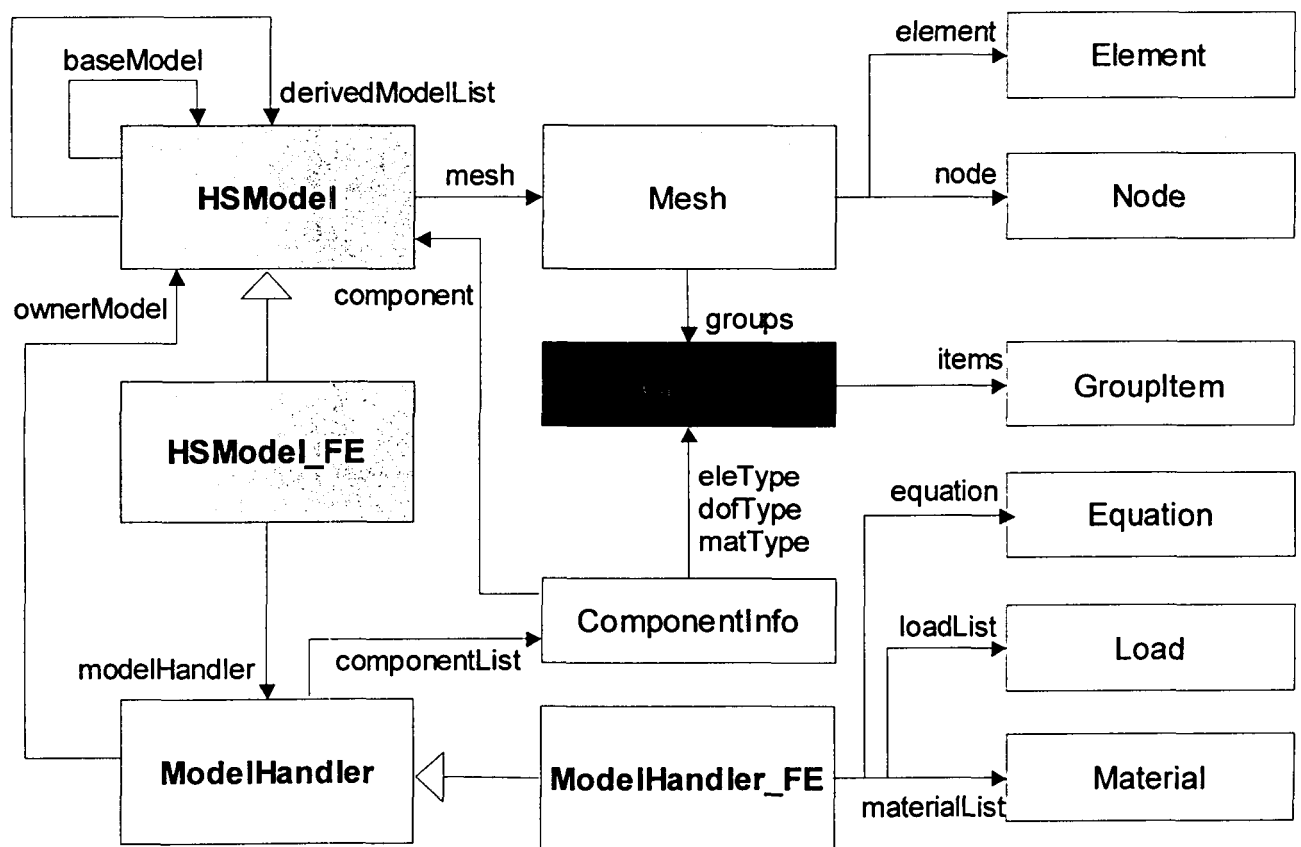 element
Element
baseModel
derivedModelList
HSModel
mesh
Mesh
node
Node
ownerModel
component
groups
items
GroupItem
HSModel_FE
eleType
dofType
matType
equation
Equation
ComponentInfo
loadList
Load
modelHandler
componentList
ModelHandler
ModelHandler_FE
materialList
Material